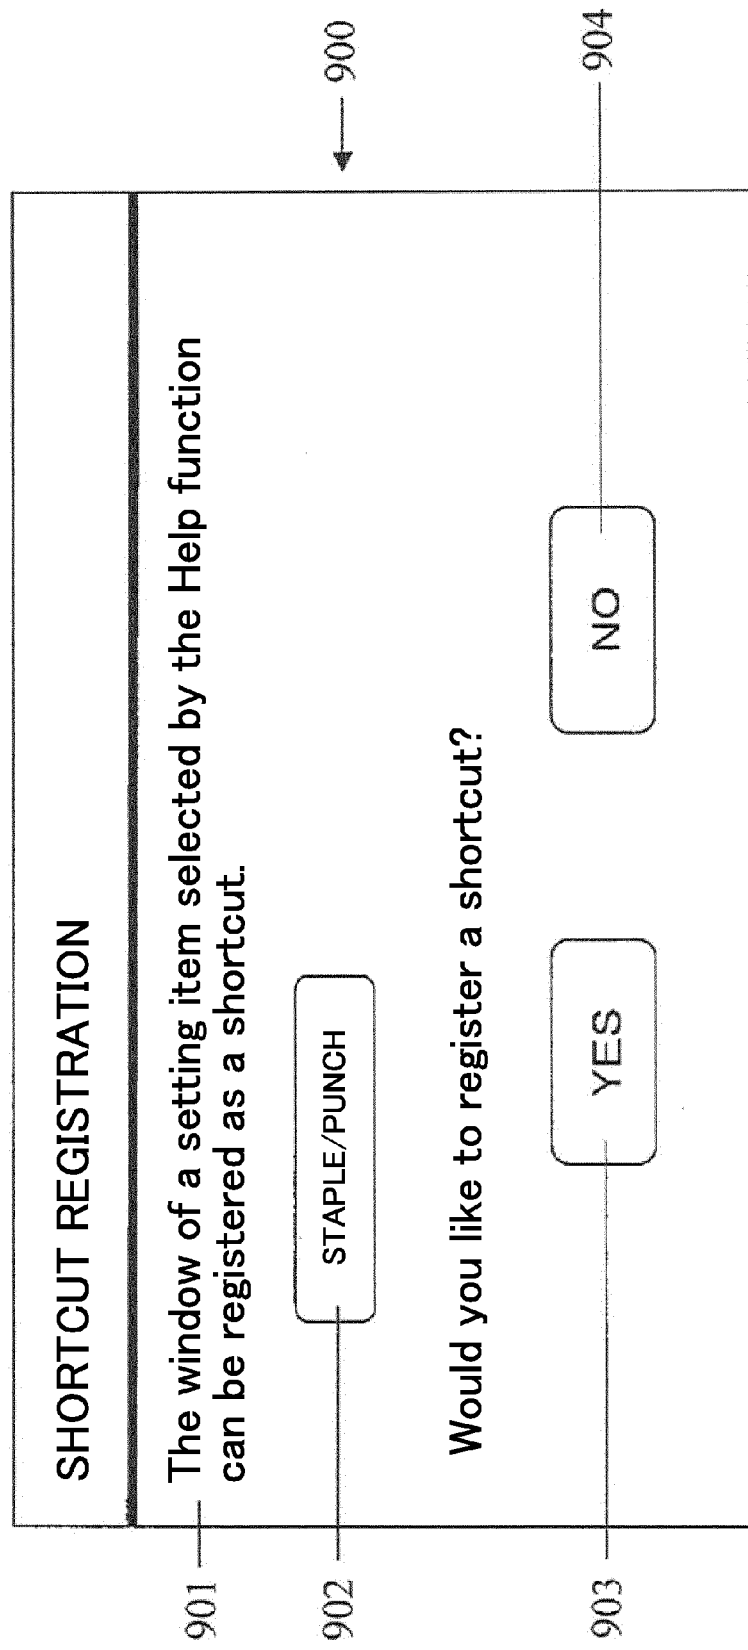 SHORTCUT REGISTRATION
901
The window of a setting item selected by the Help function
can be registered as a shortcut.
902
STAPLE/PUNCH
900
Would you like to register a shortcut?
903
YES
NO
904